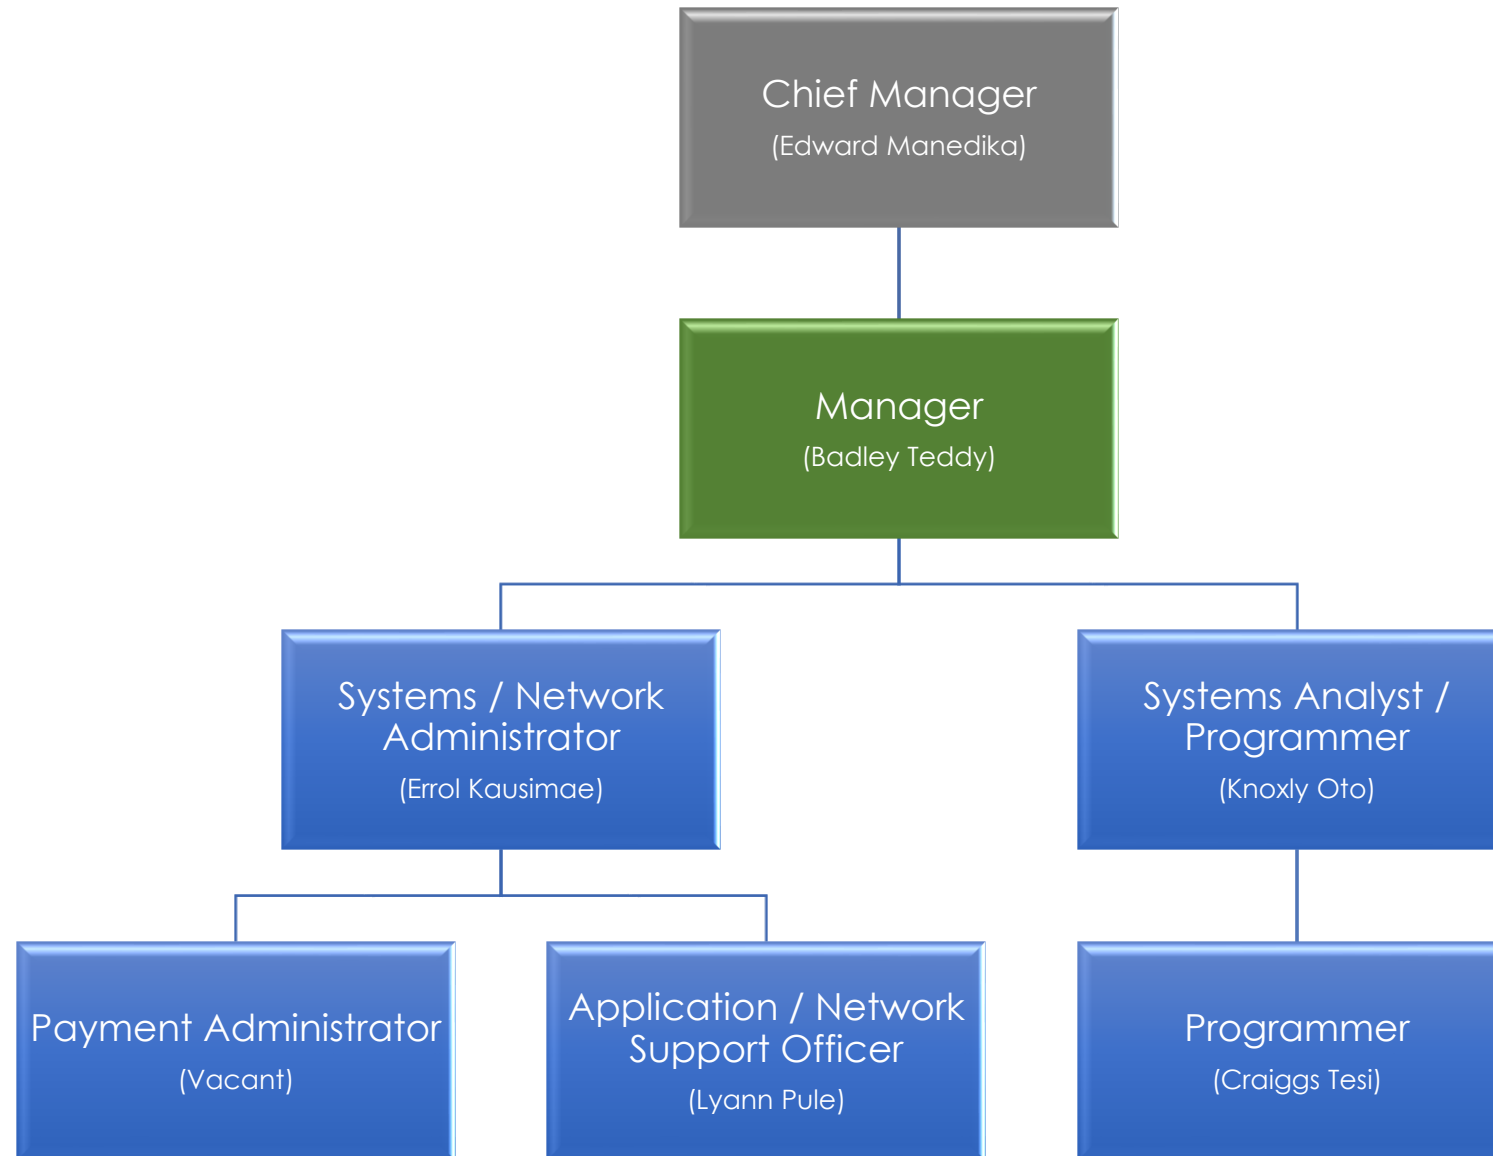 Chief Manager
(Edward Manedika)
Manager
(Badley Teddy)
Systems / Network
Administrator
(Errol Kausimae)
Systems Analyst /
Programmer
(Knoxly Oto)
Payment Administrator
(Vacant)
Application / Network
Support Officer
(Lyann Pule)
Programmer
(Craiggs Tesi)